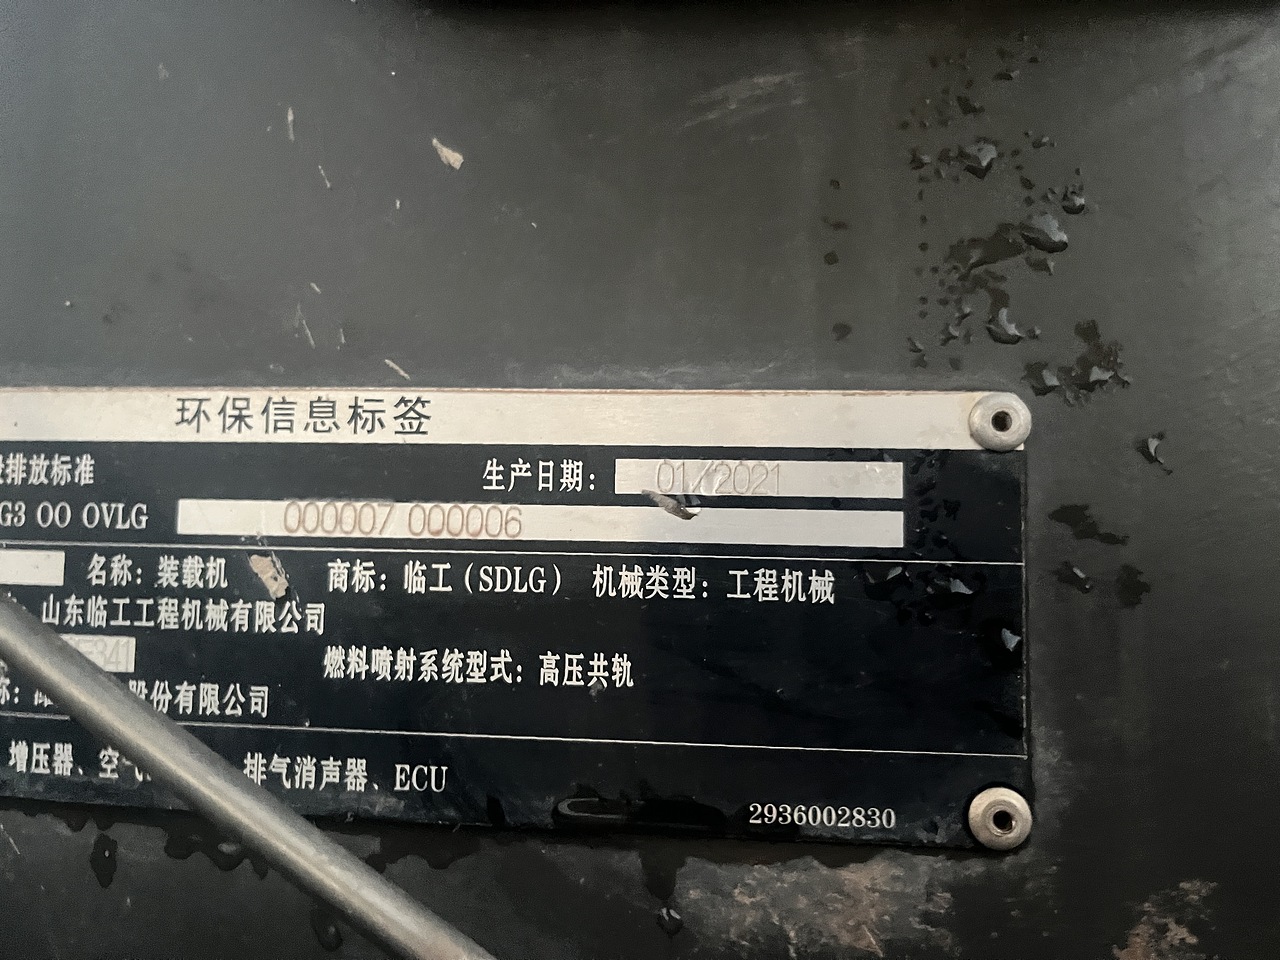 环保信息标签
排放标准 生产日期: 01/2021
G3 OO OVLG 000007 000006
名称: 装载机 商标: 临工 (SDLG) 机械类型: 工程机械
山东临工工程机械有限公司
341 燃料喷射系统型式: 高压共轨
股份有限公司
增压器、空 排气消声器、ECU
2936002830